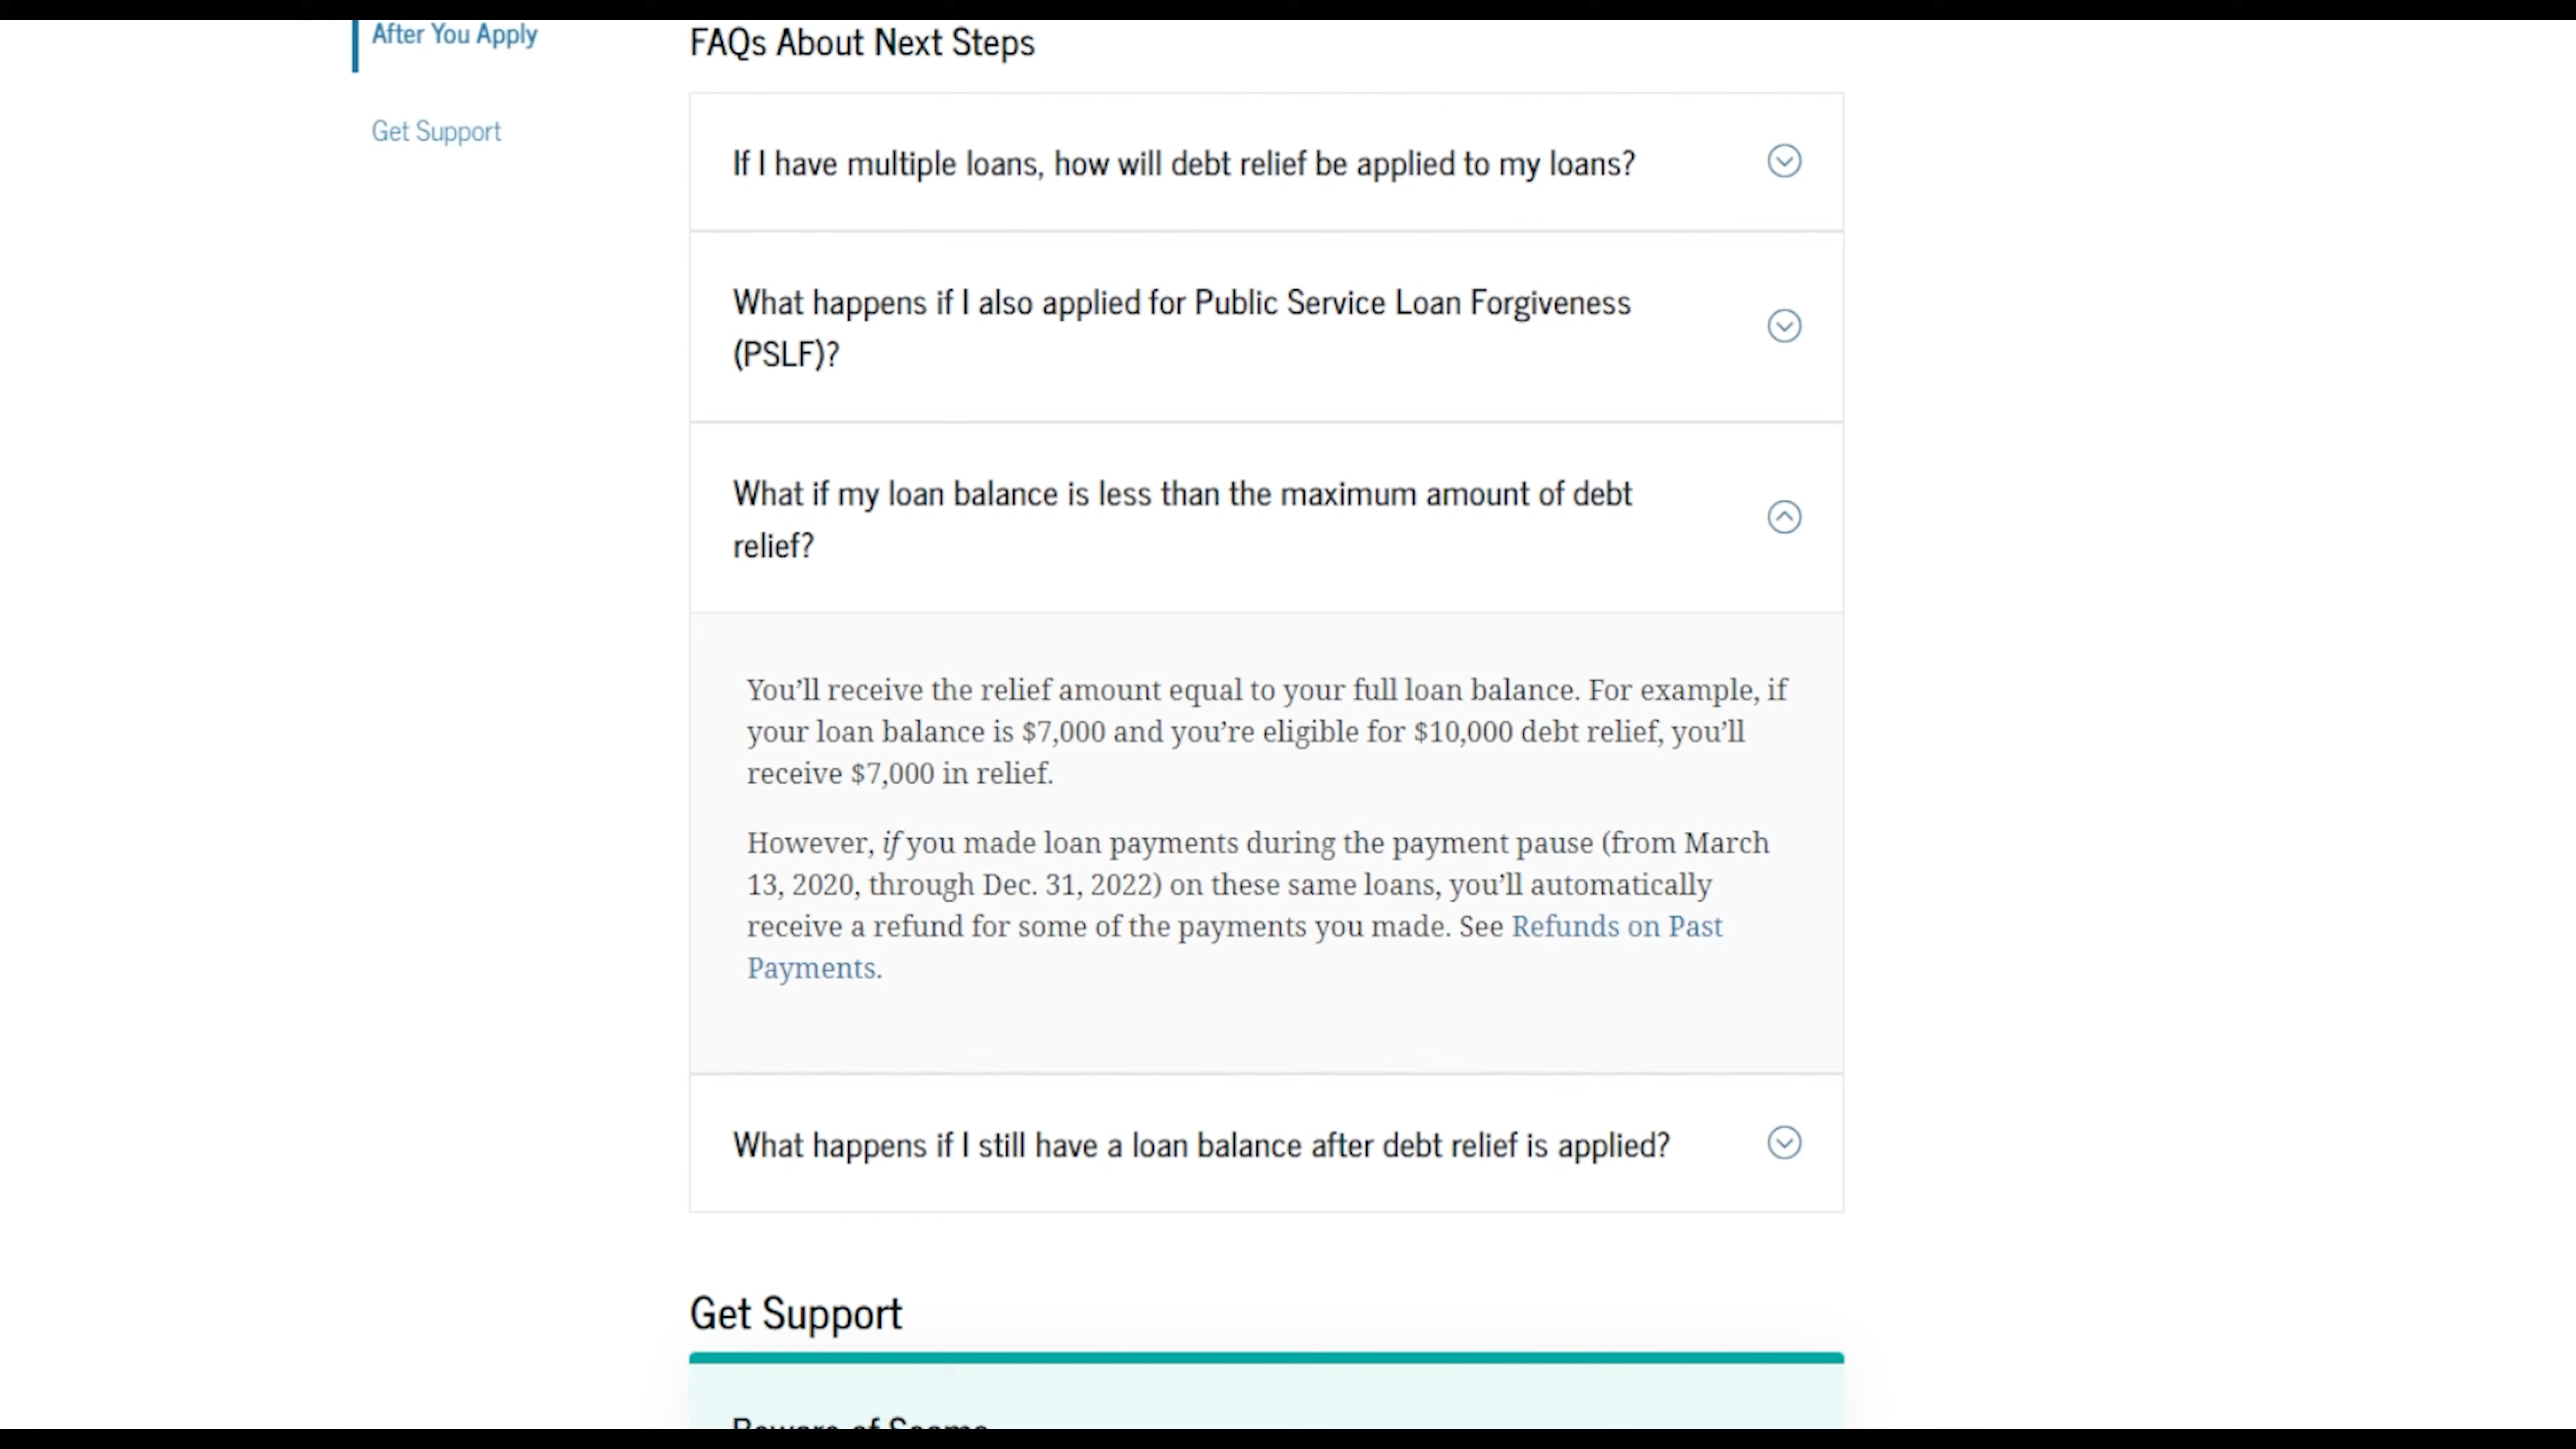 After You Apply
Get Support
FAQs About Next Steps
If I have multiple loans, how will debt relief be applied to my loans?
What happens if I also applied for Public Service Loan Forgiveness
(PSLF)?
What if my loan balance is less than the maximum amount of debt
relief?
You’ll receive the relief amount equal to your full loan balance. For example, if
your loan balance is $7,000 and you’re eligible for $10,000 debt relief, you’ll
receive $7,000 in relief.
However, if you made loan payments during the payment pause (from March
13, 2020, through Dec. 31, 2022) on these same loans, you’ll automatically
receive a refund for some of the payments you made. See Refunds on Past
Payments.
What happens if I still have a loan balance after debt relief is applied?
Get Support
Beware of Scams